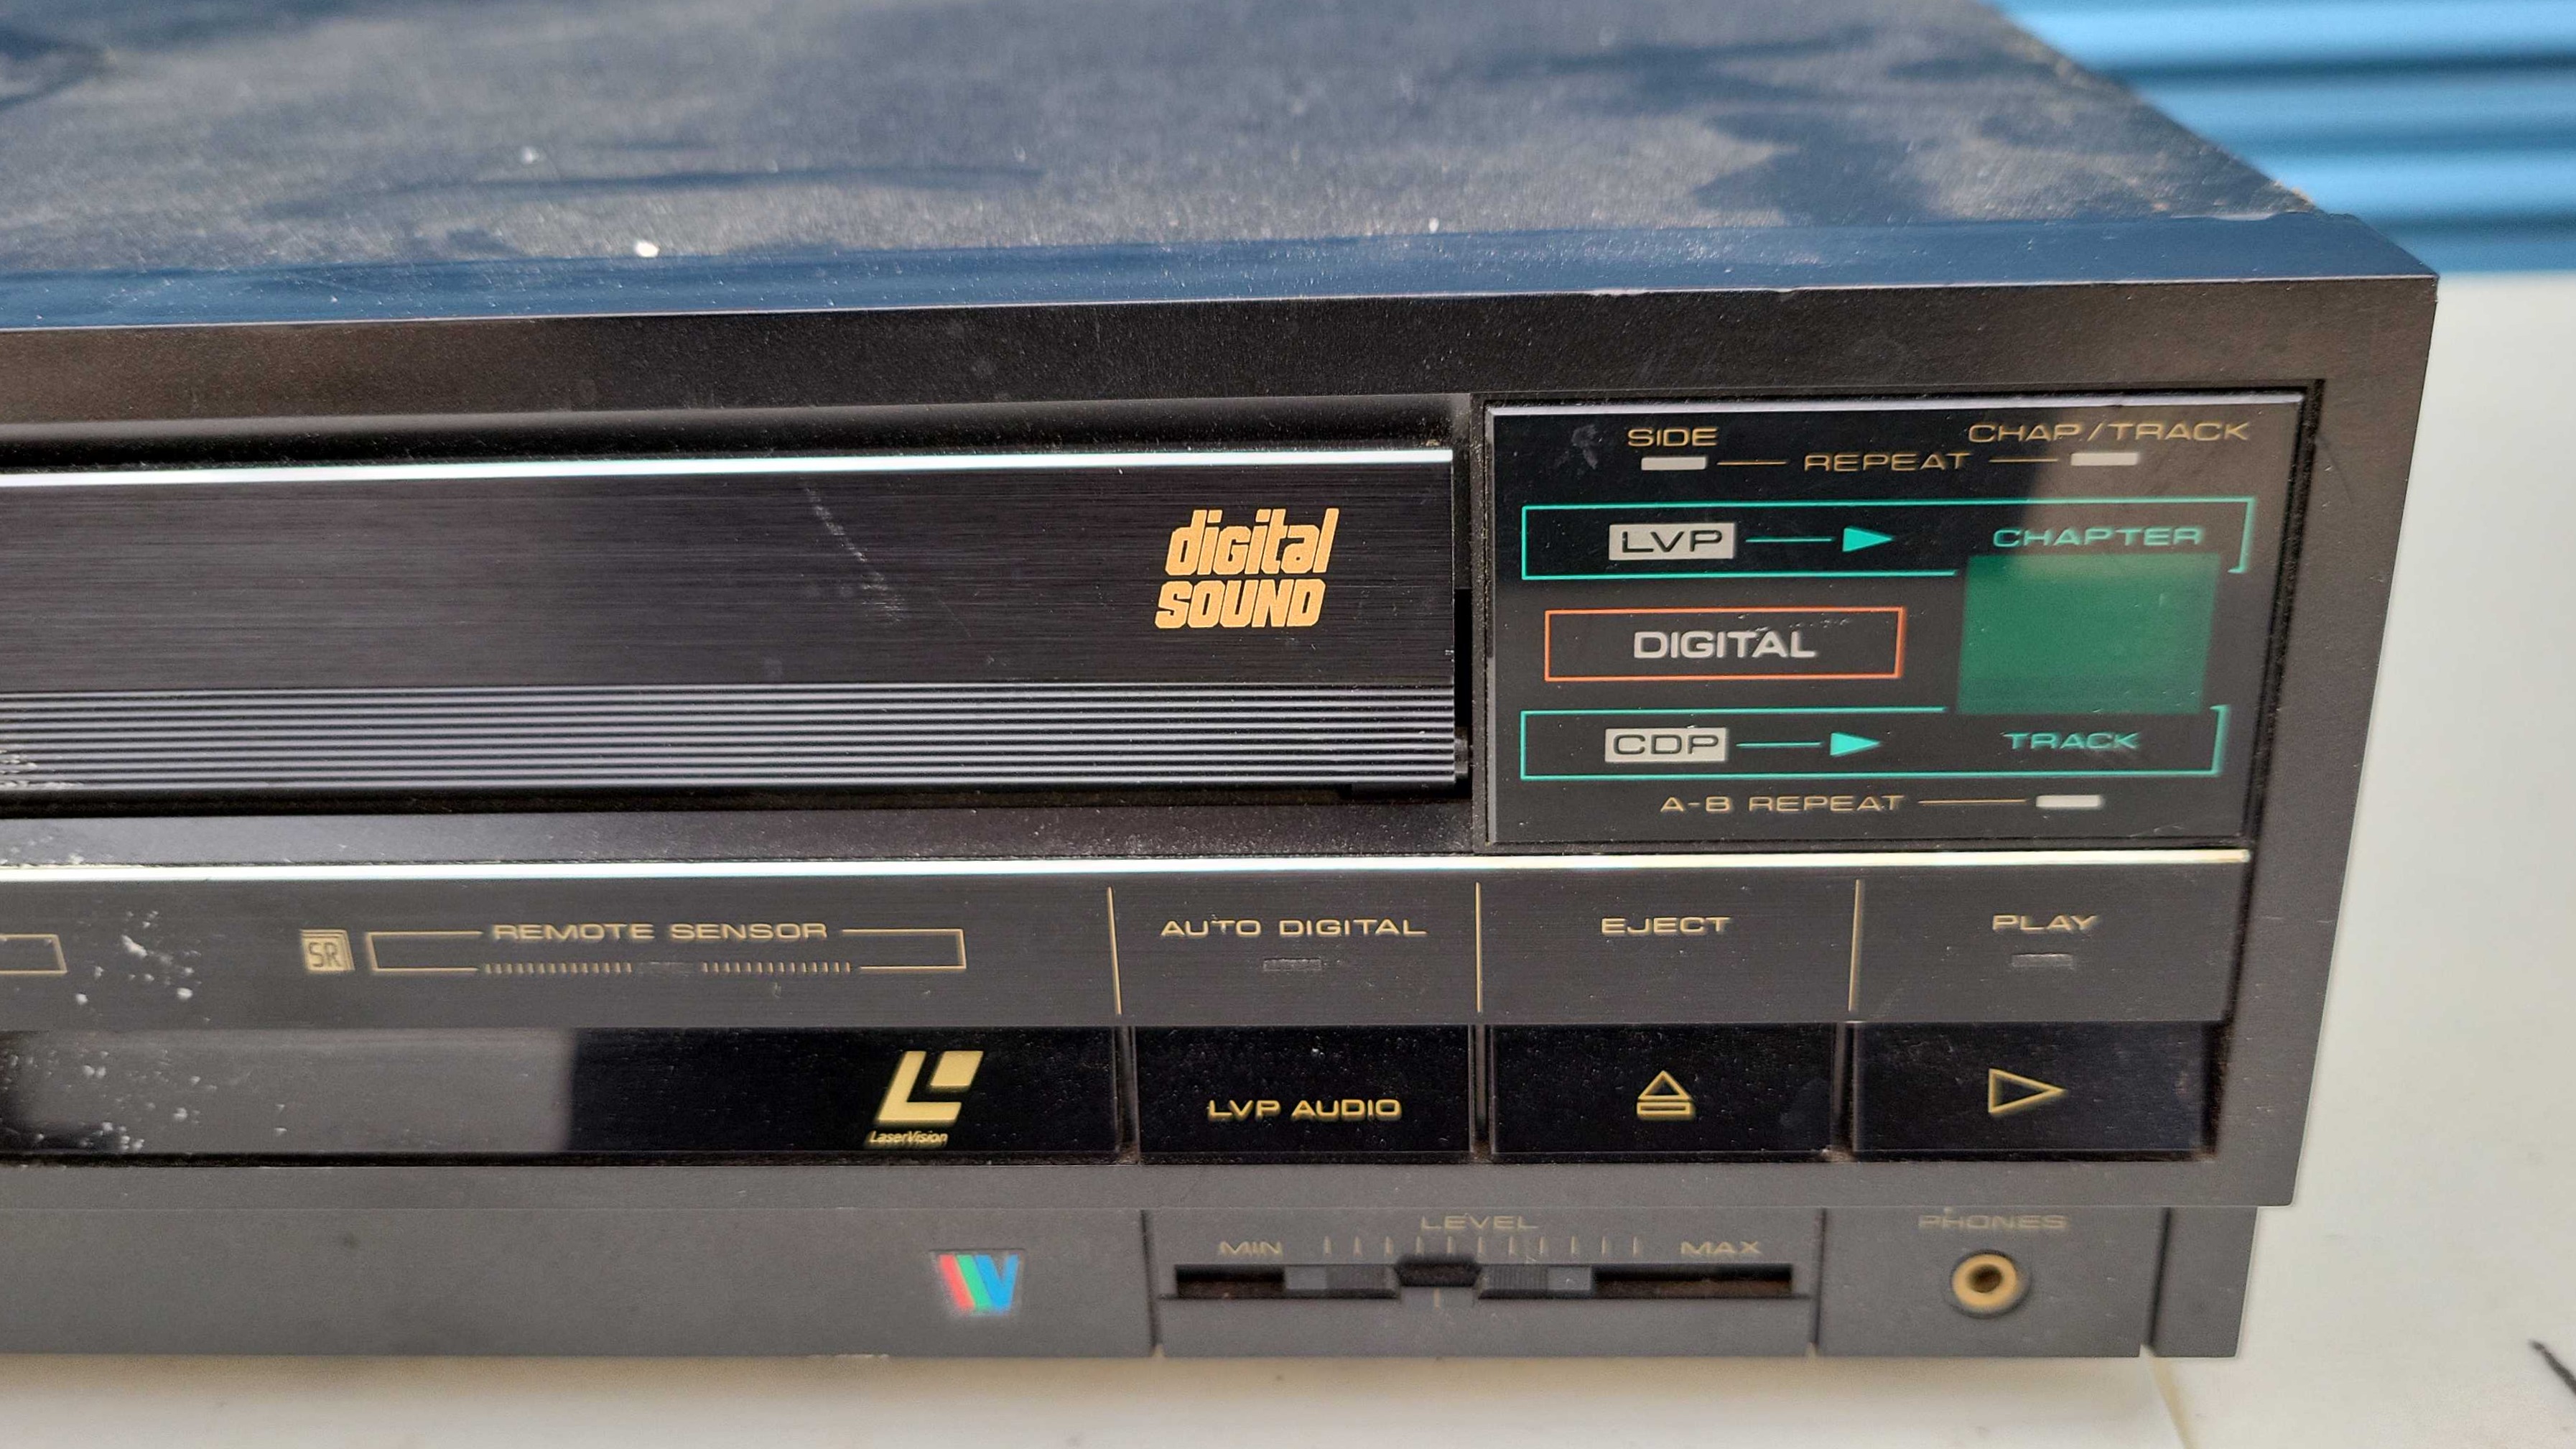 SIDE
CHAP/TRACK
REPEAT
digital
SOUND
LVP
CHAPTER
DIGITAL
CDP
TRACK
A-B REPEAT
SR
REMOTE SENSOR
AUTO DIGITAL
EJECT
PLAY
LaserVision
LVP AUDIO
LEVEL
MIN
MAX
PHONES